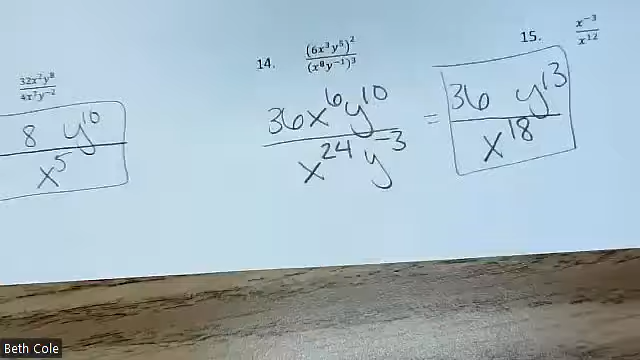 32x²y⁸ / 4x⁷y⁻²
8 y¹⁰ / x⁵
14. (6x³y⁵)² / (x⁸y⁻¹)³
36x⁶y¹⁰ / x²⁴y⁻³ = 36 y¹³ / x¹⁸
15. x⁻³ / x¹²
Beth Cole